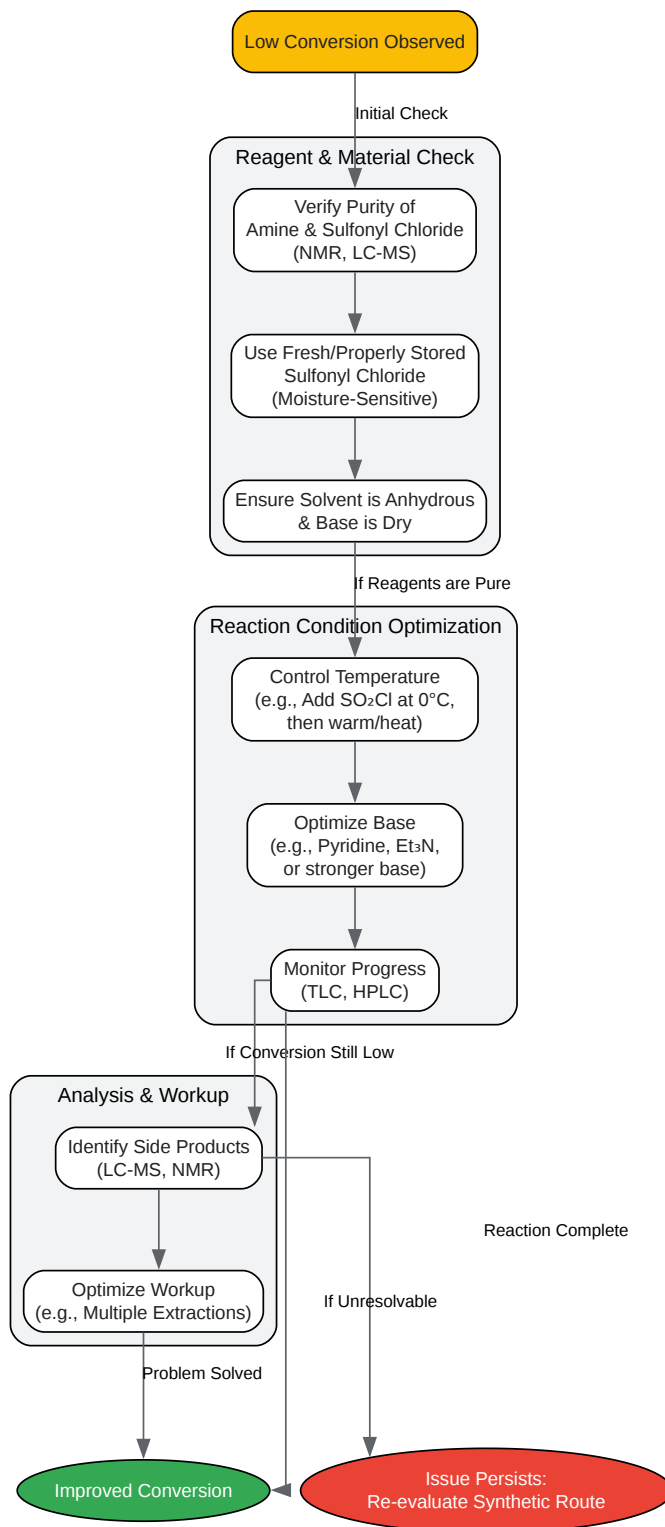 Low Conversion Observed
Initial Check
Reagent & Material Check
Verify Purity of
Amine & Sulfonyl Chloride
(NMR, LC-MS)
Use Fresh/Properly Stored
Sulfonyl Chloride
(Moisture-Sensitive)
Ensure Solvent is Anhydrous
& Base is Dry
If Reagents are Pure
Reaction Condition Optimization
Control Temperature
(e.g., Add SO₂Cl at 0°C,
then warm/heat)
Optimize Base
(e.g., Pyridine, Et₃N,
or stronger base)
Monitor Progress
(TLC, HPLC)
If Conversion Still Low
Analysis & Workup
Identify Side Products
(LC-MS, NMR)
Reaction Complete
Optimize Workup
(e.g., Multiple Extractions)
If Unresolvable
Problem Solved
Improved Conversion
Issue Persists:
Re-evaluate Synthetic Route